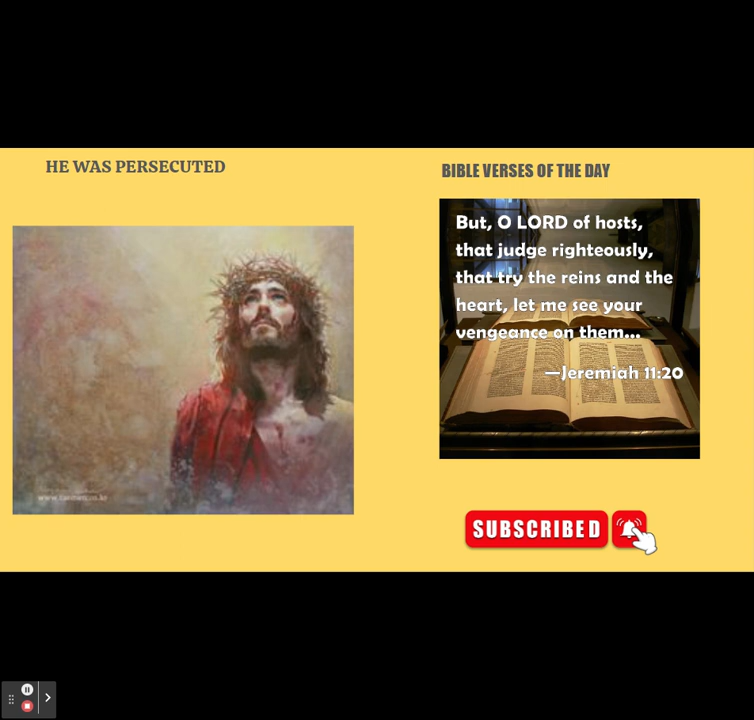 HE WAS PERSECUTED
BIBLE VERSES OF THE DAY
But, O LORD of hosts,
that judge righteously,
that try the reins and the
heart, let me see your
vengeance on them...
—Jeremiah 11:20
SUBSCRIBED